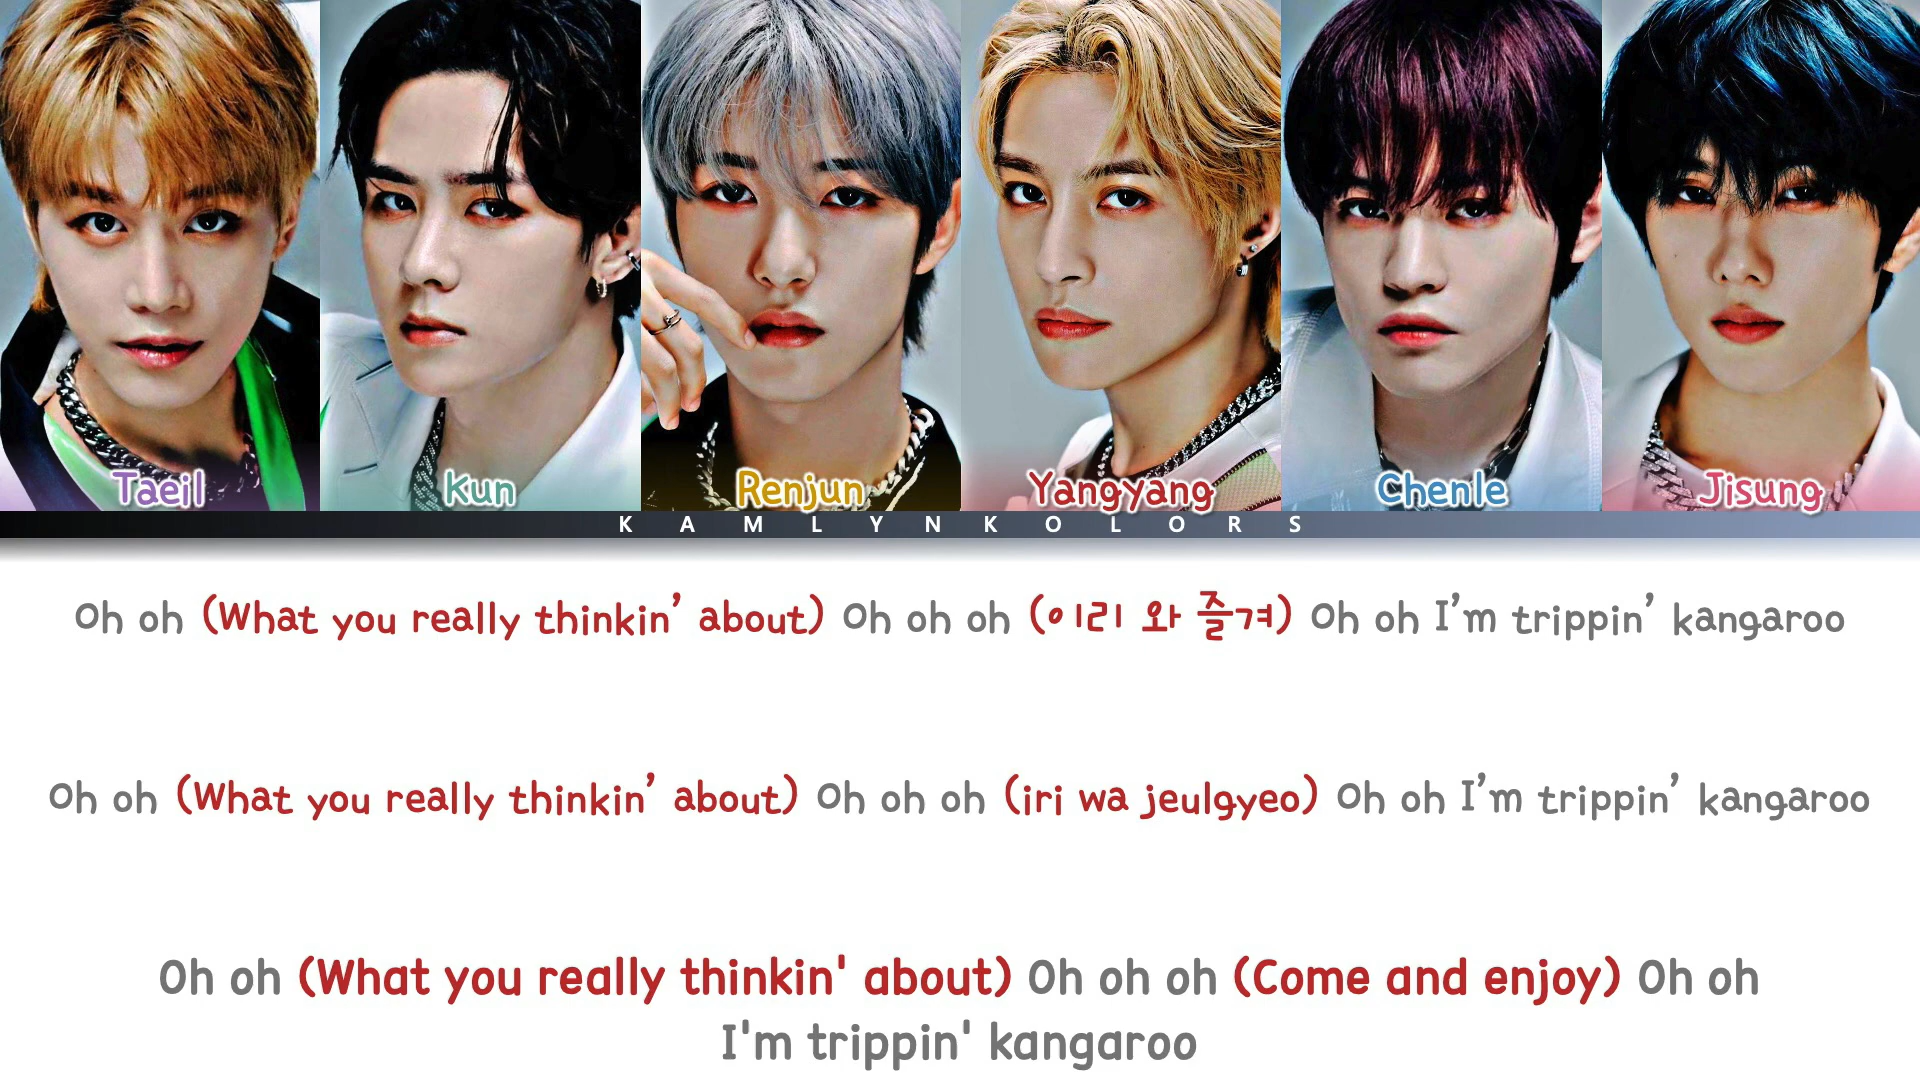 Taeil Kun Renjun Yangyang Chenle Jisung
KAMLYNKOLORS
Oh oh (What you really thinkin’ about) Oh oh oh (이리 와 즐겨) Oh oh I’m trippin’ kangaroo
Oh oh (What you really thinkin’ about) Oh oh oh (iri wa jeulgyeo) Oh oh I’m trippin’ kangaroo
Oh oh (What you really thinkin' about) Oh oh oh (Come and enjoy) Oh oh
I'm trippin' kangaroo